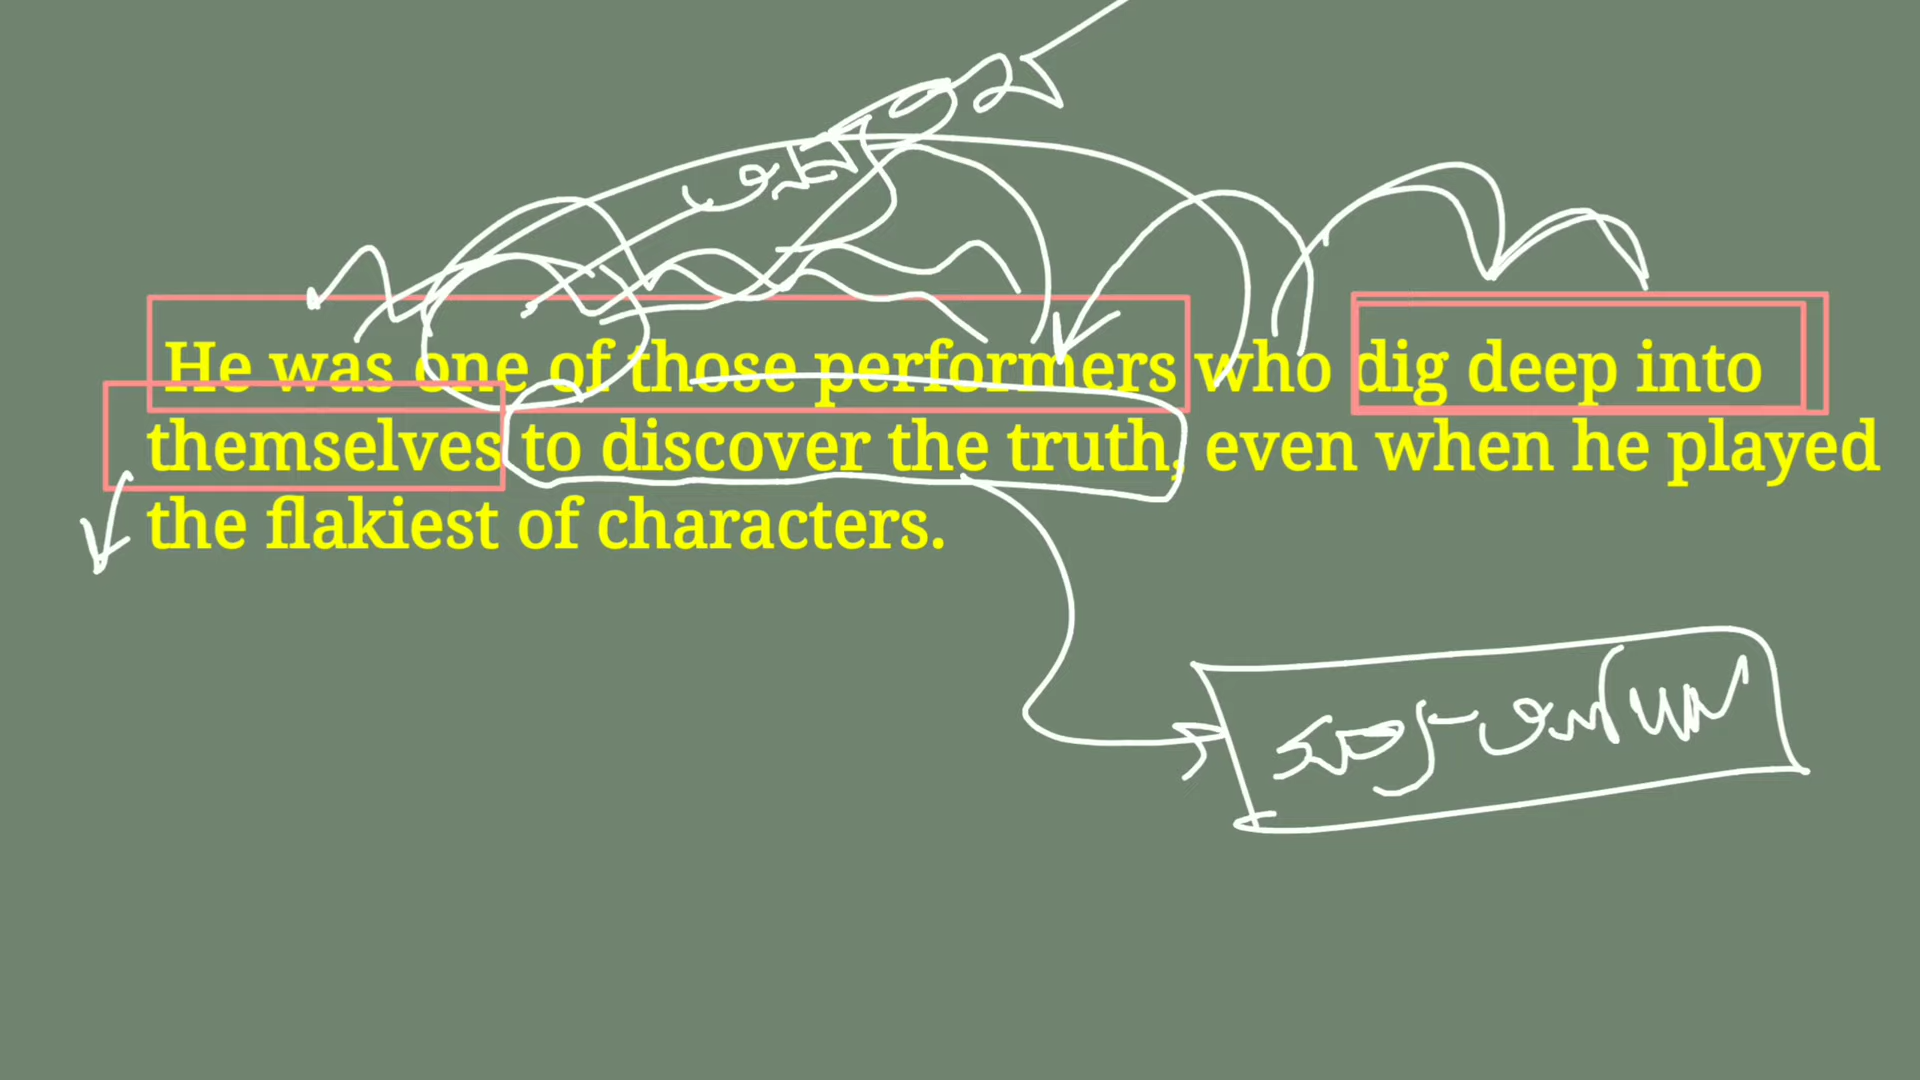 He was one of those performers who dig deep into
themselves to discover the truth, even when he played
the flakiest of characters.